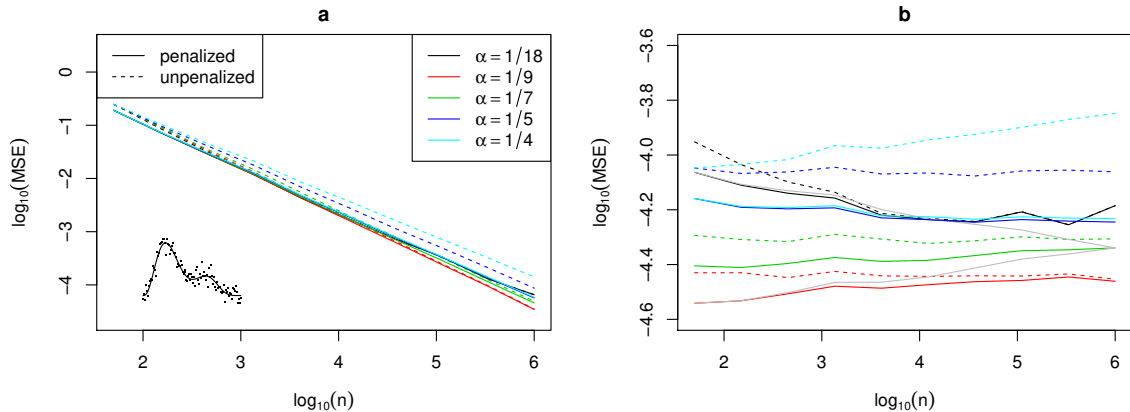 a
penalized
unpenalized
α = 1/18
α = 1/9
α = 1/7
α = 1/5
α = 1/4
0
−1
−2
−3
−4
log10(MSE)
2
3
4
5
6
log10(n)
b
−3.6
−3.8
−4.0
−4.2
−4.4
−4.6
log10(MSE)
2
3
4
5
6
log10(n)